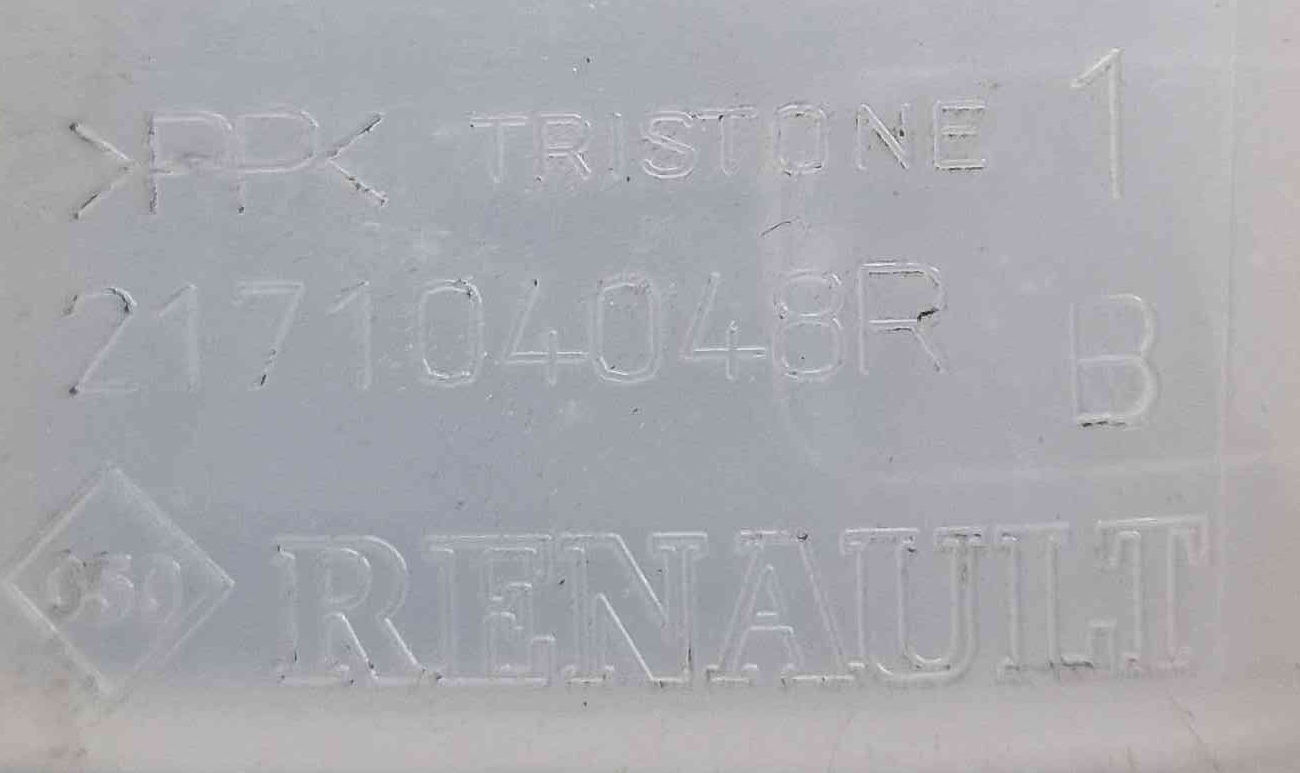 >PP< TRISTONE 1
217104048R B
RENAULT